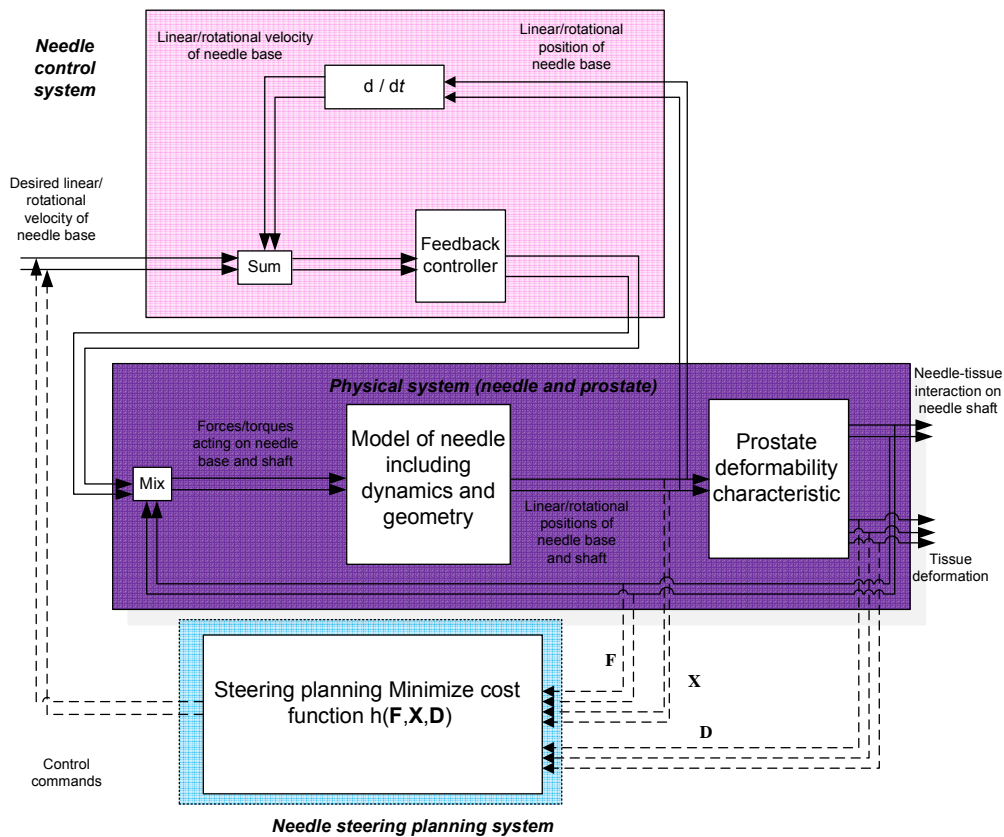 Needle
control
system
Linear/rotational velocity
of needle base
Linear/rotational
position of
needle base
d / dt
Desired linear/
rotational
velocity of
needle base
Sum
Feedback
controller
Physical system (needle and prostate)
Needle-tissue
interaction on
needle shaft
Forces/torques
acting on needle
base and shaft
Model of needle
including
dynamics and
geometry
Prostate
deformability
characteristic
Mix
Linear/rotational
positions of
needle base
and shaft
Tissue
deformation
F
X
D
Steering planning Minimize cost
function h(F,X,D)
Control
commands
Needle steering planning system